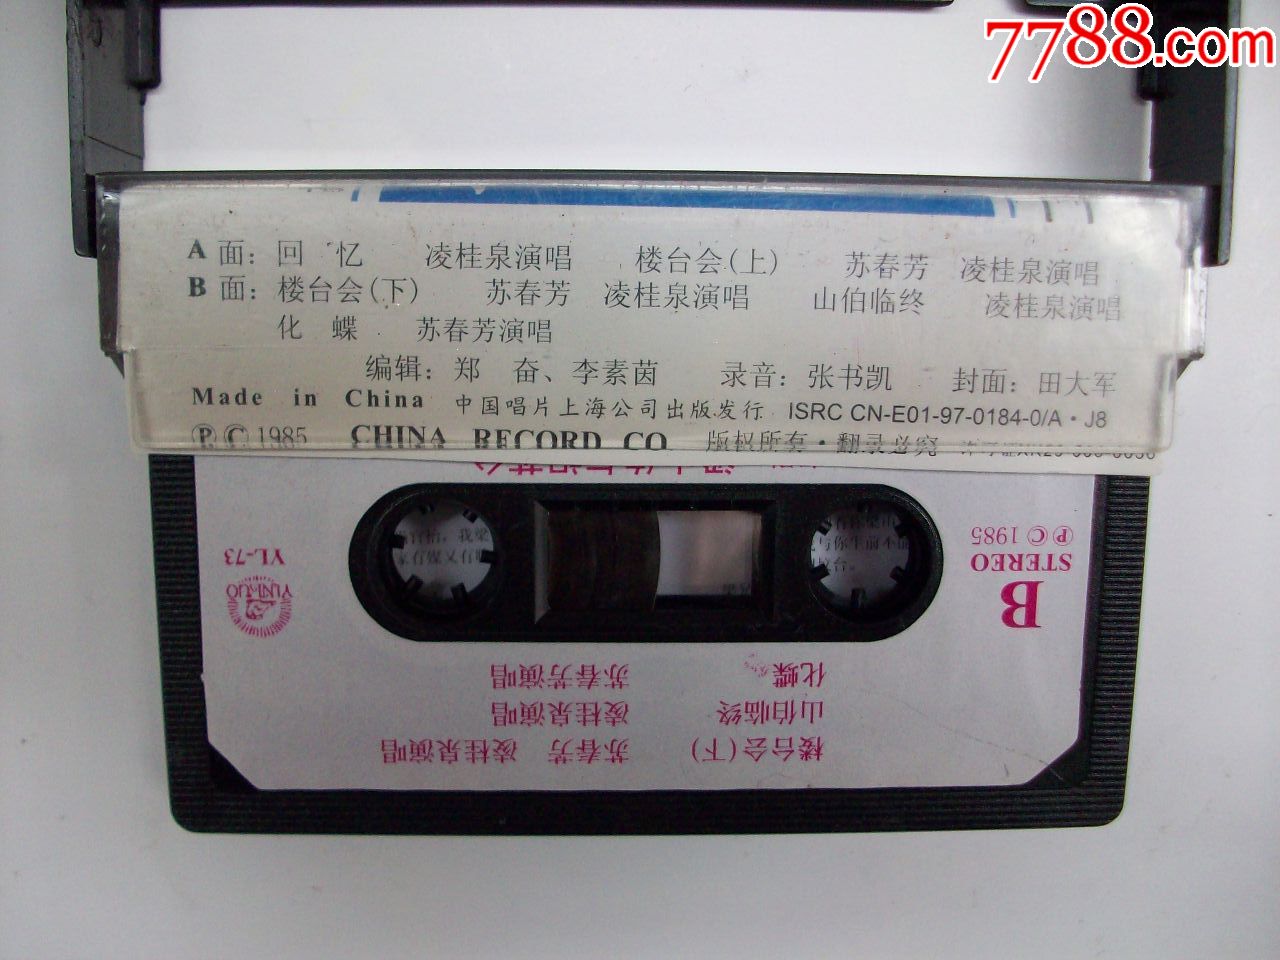 7788.com
A 面：回 忆 凌桂泉演唱 楼台会(上) 苏春芳 凌桂泉演唱
B 面：楼台会(下) 苏春芳 凌桂泉演唱 山伯临终 凌桂泉演唱
化 蝶 苏春芳演唱
编辑：郑 奋、李素茵 录音：张书凯 封面：田大军
Made in China 中国唱片上海公司出版发行 ISRC CN-E01-97-0184-0/A·J8
Ⓟ Ⓒ 1985 CHINA RECORD CO. 版权所有·翻录必究
B
STEREO
Ⓟ Ⓒ 1985
YUNNUO
YL-73
楼台会(下) 苏春芳 凌桂泉演唱
山伯临终 凌桂泉演唱
化蝶 苏春芳演唱